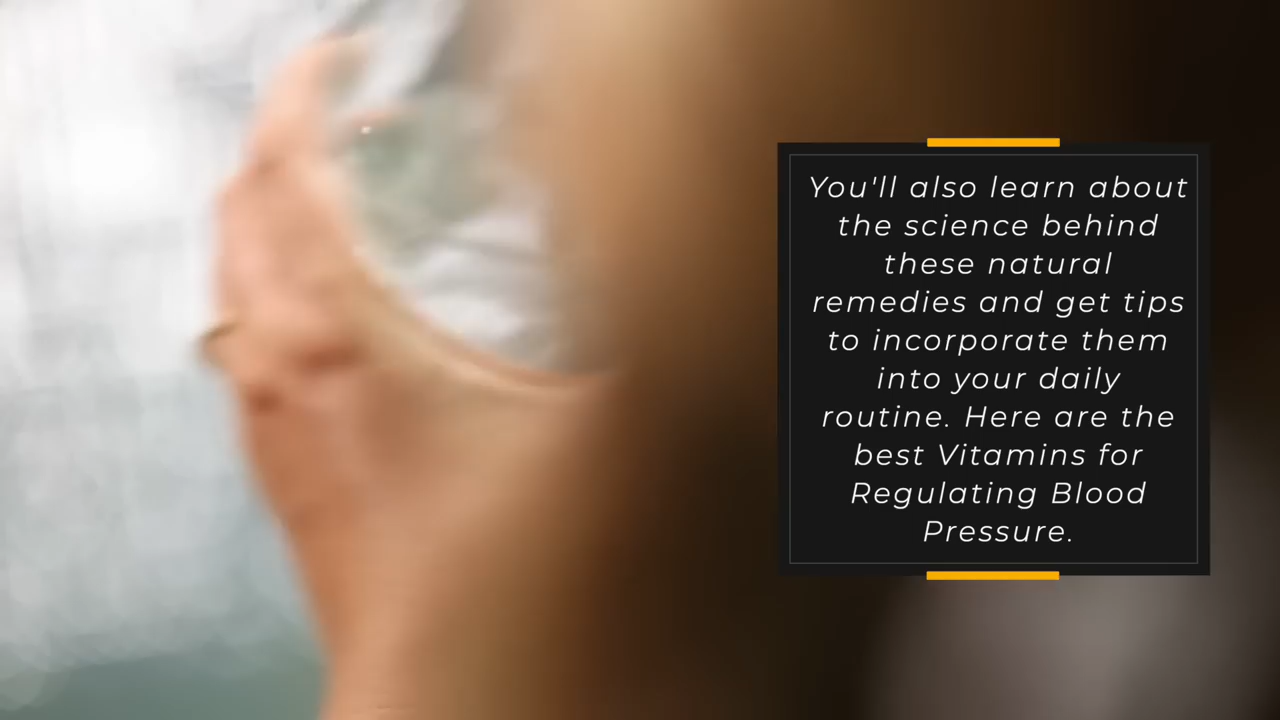 You'll also learn about
the science behind
these natural
remedies and get tips
to incorporate them
into your daily
routine. Here are the
best Vitamins for
Regulating Blood
Pressure.